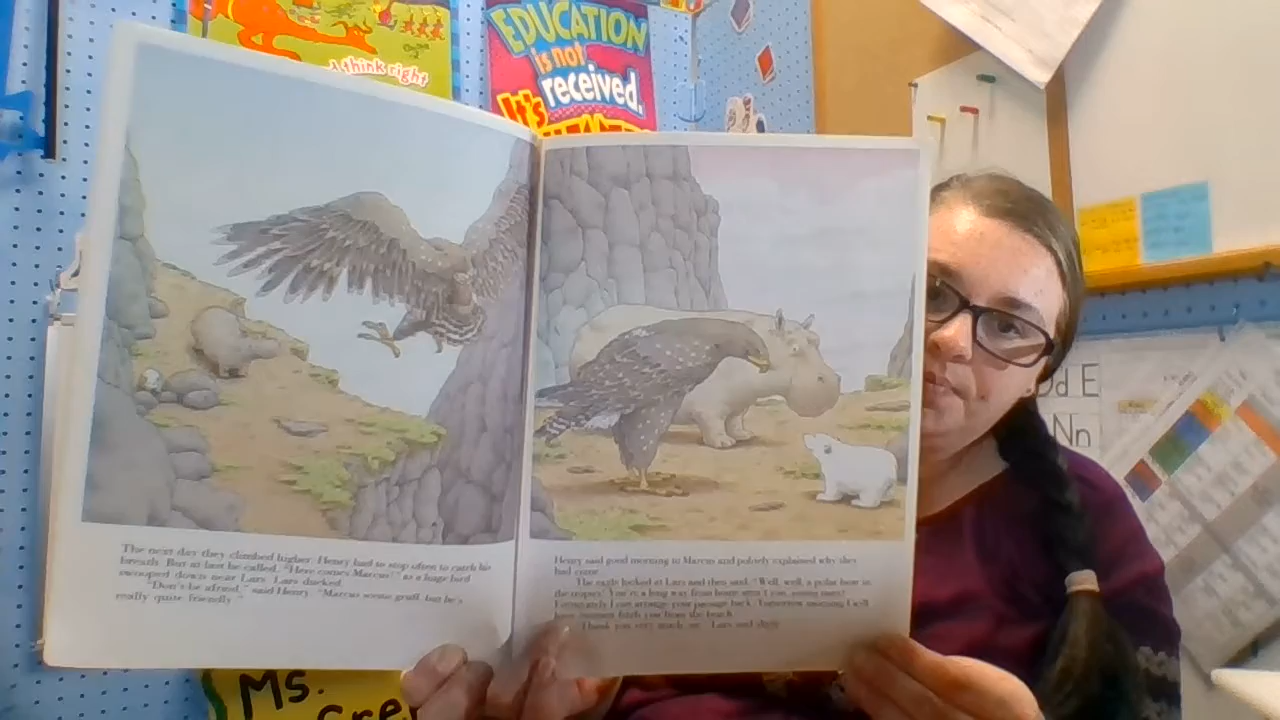 A think right
EDUCATION
is not
received.
It's
Dd E
Nn
The next day they climbed higher. Henry had to stop often to catch his
breath. But at last he called, "Here comes Marcus!" as a huge bird
swooped down near Lars. Lars ducked.
"Don't be afraid," said Henry. "Marcus seems gruff, but he's
really quite friendly."
Henry said good morning to Marcus and politely explained why they
had come.
The eagle looked at Lars and then said, "Well, well, a polar bear in
the tropics! You're a long way from home aren't you, young man?
Fortunately I can arrange your passage back. Tomorrow morning I'll
have fetch you from the beach.
"Thank you very much, sir," Lars said
Ms.